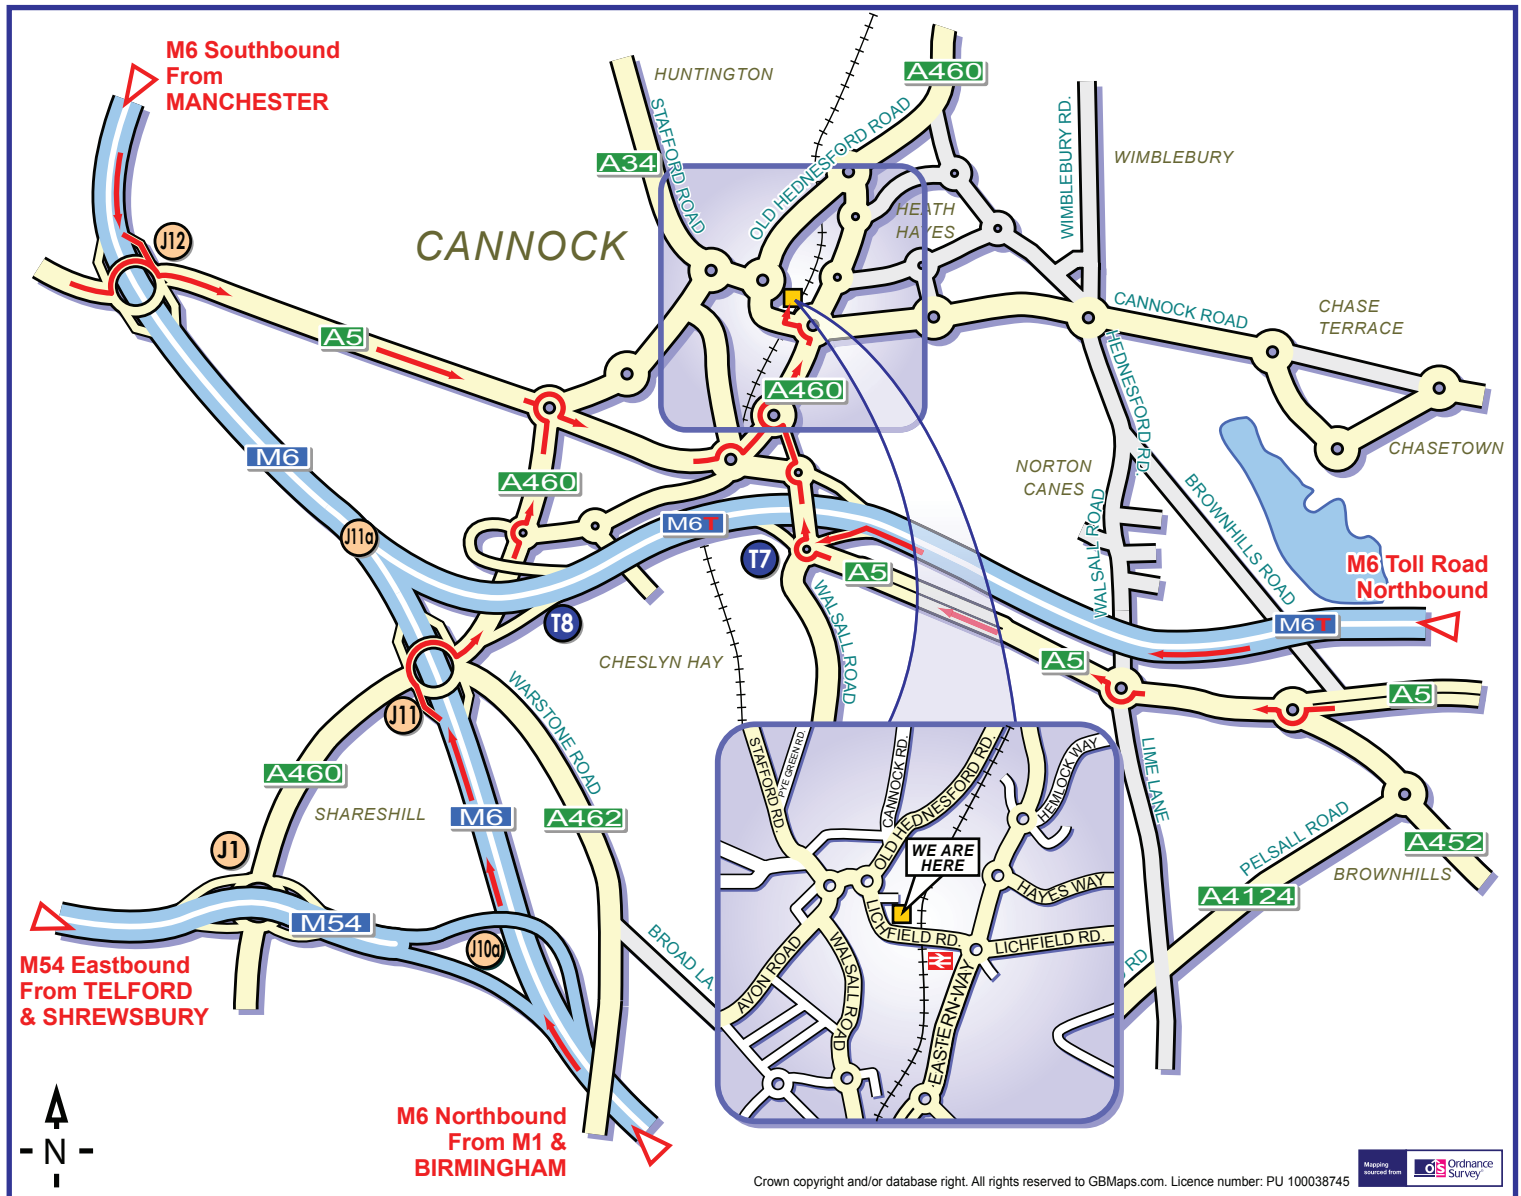 M6 Southbound
From
MANCHESTER
HUNTINGTON
A460
STAFFORD ROAD
A34
OLD HEDNESFORD ROAD
WIMBLEBURY RD.
WIMBLEBURY
HEATH
HAYES
J12
CANNOCK
CANNOCK ROAD
CHASE
TERRACE
A5
HEDNESFORD RD.
A460
CHASETOWN
M6
A460
NORTON
CANES
BROWNHILLS ROAD
WALSALL ROAD
M6T
J11a
T7
A5
M6 Toll Road
Northbound
WALSALL ROAD
T8
M6T
CHESLYN HAY
A5
A5
WARSTONE ROAD
J11
A460
SHARESHILL
M6
A462
LIME LANE
PELSALL ROAD
A452
BROWNHILLS
A4124
J1
M54
J10a
BROAD LA.
RD
M54 Eastbound
From TELFORD
& SHREWSBURY
STAFFORD RD.
PYE GREEN RD.
CANNOCK RD.
OLD HEDNESFORD RD.
HEMLOCK WAY
WE ARE
HERE
HAYES WAY
LICHFIELD RD.
LICHFIELD RD.
AVON ROAD
WALSALL ROAD
EASTERN WAY
N
M6 Northbound
From M1 &
BIRMINGHAM
Crown copyright and/or database right. All rights reserved to GBMaps.com. Licence number: PU 100038745
Mapping
sourced from
OS
Ordnance
Survey